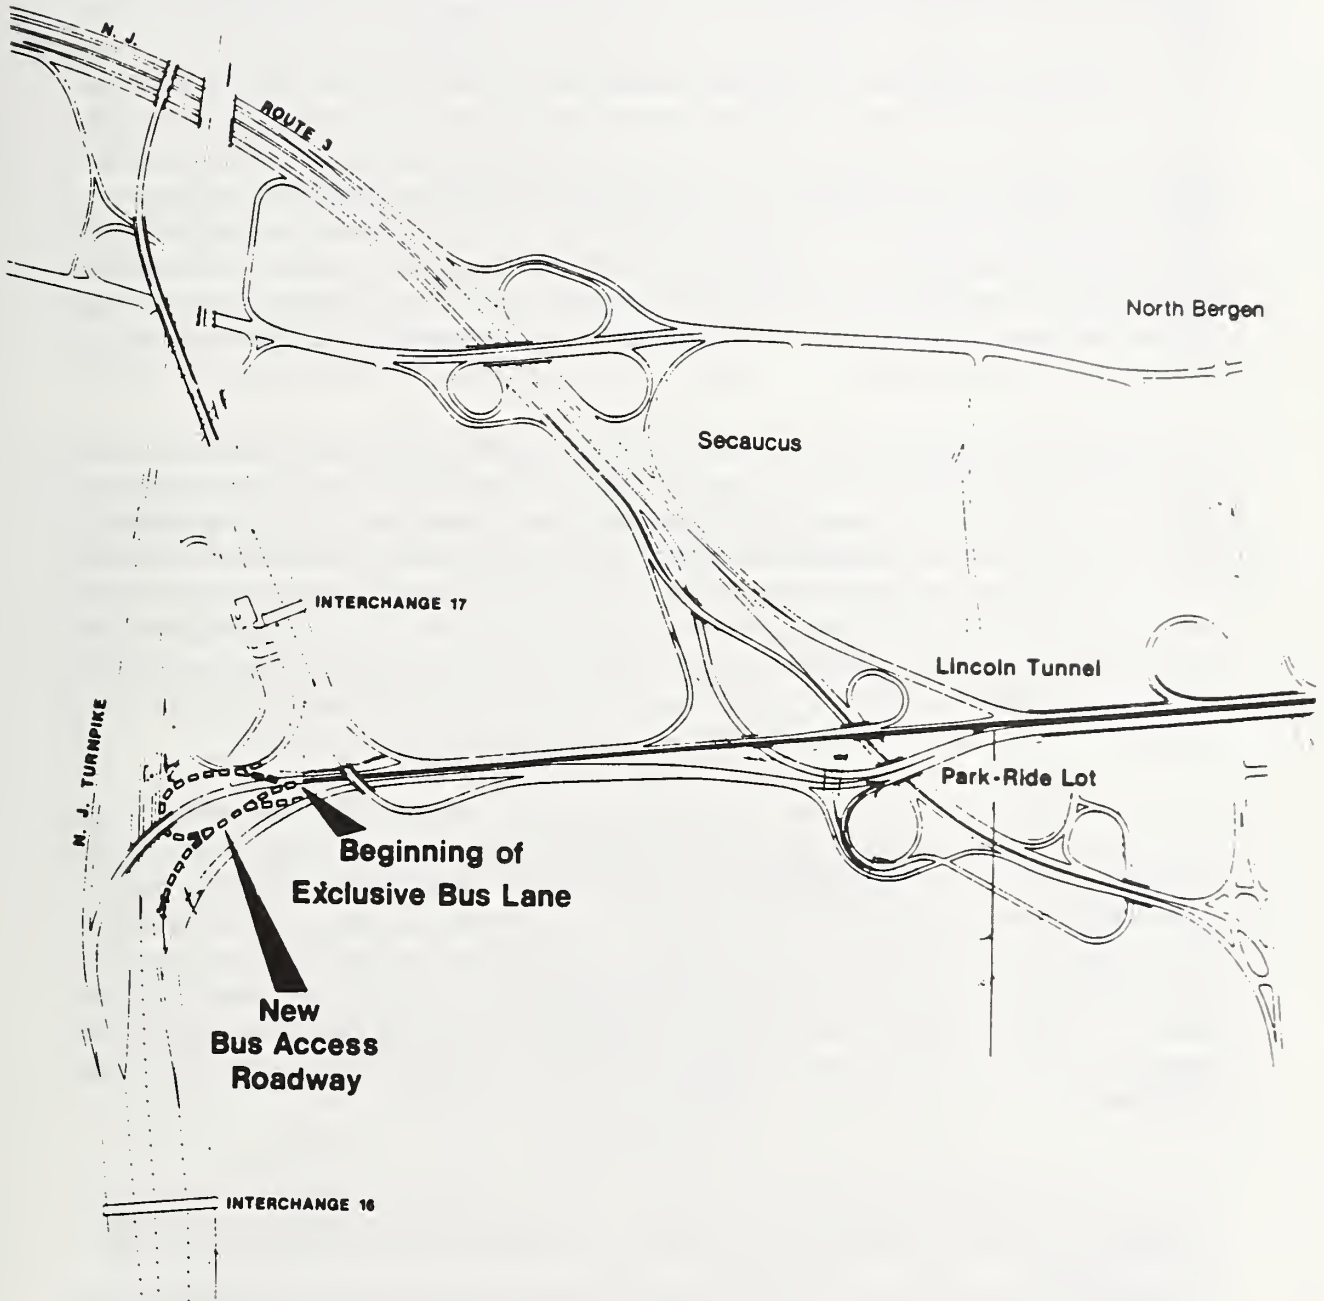 N. J.
ROUTE 3
North Bergen
Secaucus
INTERCHANGE 17
Lincoln Tunnel
N. J. TURNPIKE
Park-Ride Lot
Beginning of
Exclusive Bus Lane
New
Bus Access
Roadway
INTERCHANGE 16